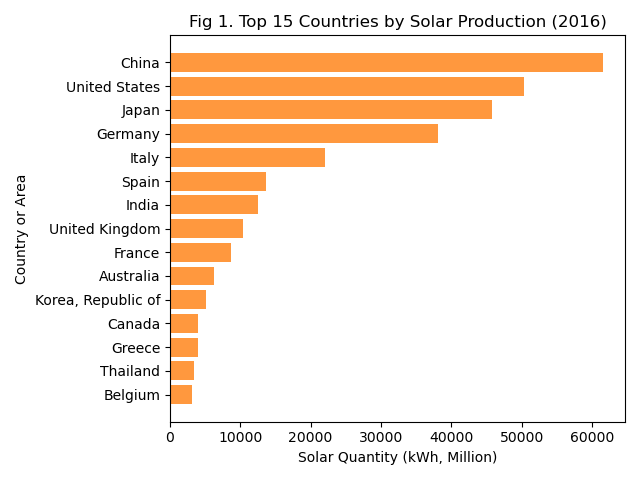 Fig 1. Top 15 Countries by Solar Production (2016)
Country or Area
China
United States
Japan
Germany
Italy
Spain
India
United Kingdom
France
Australia
Korea, Republic of
Canada
Greece
Thailand
Belgium
0 10000 20000 30000 40000 50000 60000
Solar Quantity (kWh, Million)